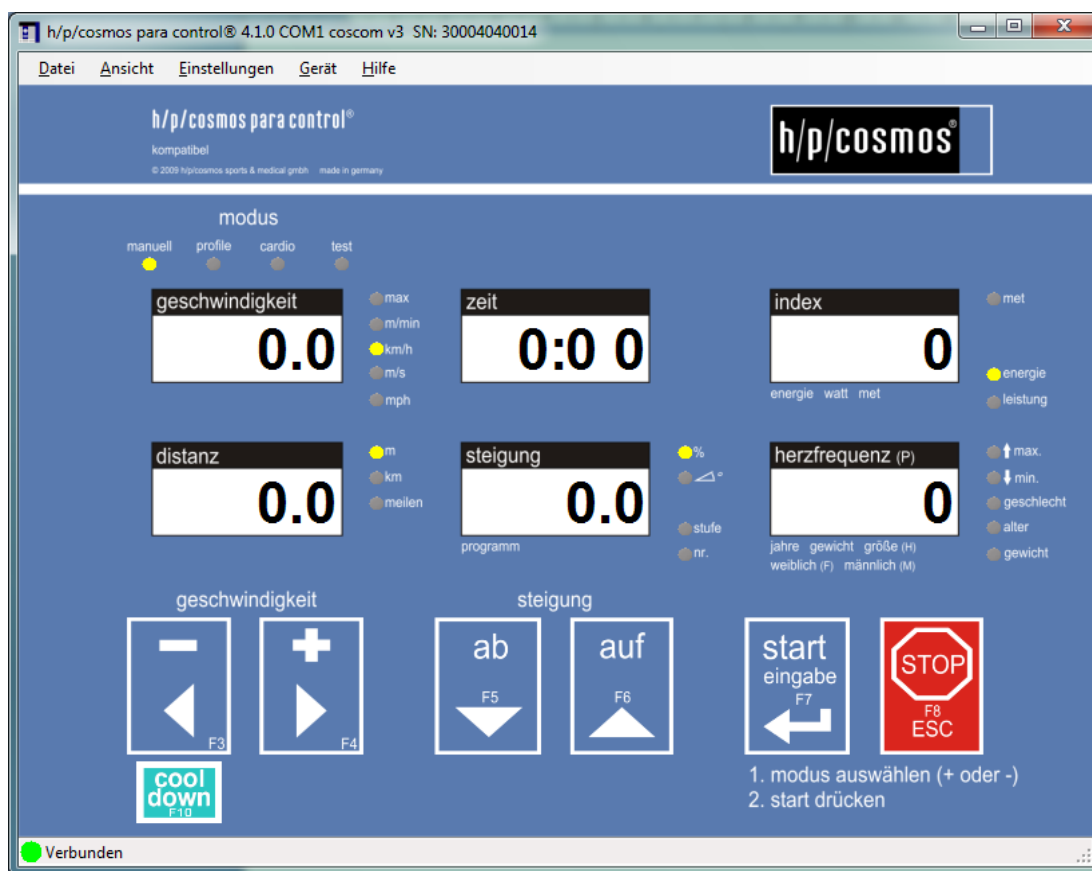 h/p/cosmos para control® 4.1.0 COM1 coscom v3 SN: 30004040014
Datei Ansicht Einstellungen Gerät Hilfe
h/p/cosmos para control®
kompatibel
© 2009 h/p/cosmos sports & medical gmbh made in germany
h/p/cosmos®
modus
manuell profile cardio test
geschwindigkeit
0.0
max
m/min
km/h
m/s
mph
zeit
0:0 0
index
0
energie watt met
met
energie
leistung
distanz
0.0
m
km
meilen
steigung
0.0
programm
%
°
stufe
nr.
herzfrequenz (P)
0
jahre gewicht größe (H)
weiblich (F) männlich (M)
max.
min.
geschlecht
alter
gewicht
geschwindigkeit
F3
F4
steigung
ab
F5
auf
F6
start
eingabe
F7
STOP
F8
ESC
cool
down
F10
1. modus auswählen (+ oder -)
2. start drücken
Verbunden